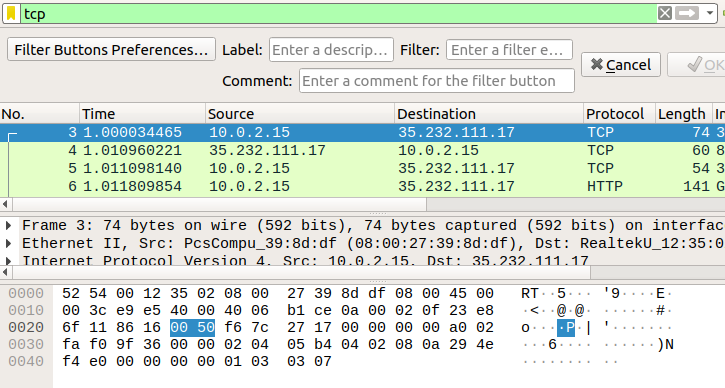 tcp
Filter Buttons Preferences... Label: Enter a descrip... Filter: Enter a filter e... Cancel OK
Comment: Enter a comment for the filter button
No. Time Source Destination Protocol Length In
3 1.000034465 10.0.2.15 35.232.111.17 TCP 74 3
4 1.010960221 35.232.111.17 10.0.2.15 TCP 60 8
5 1.011098140 10.0.2.15 35.232.111.17 TCP 54 3
6 1.011809854 10.0.2.15 35.232.111.17 HTTP 141 G
Frame 3: 74 bytes on wire (592 bits), 74 bytes captured (592 bits) on interfac
Ethernet II, Src: PcsCompu_39:8d:df (08:00:27:39:8d:df), Dst: RealtekU_12:35:0
Internet Protocol Version 4, Src: 10.0.2.15, Dst: 35.232.111.17
0000 52 54 00 12 35 02 08 00 27 39 8d df 08 00 45 00 RT··5··· '9····E·
0010 00 3c e9 e5 40 00 40 06 b1 ce 0a 00 02 0f 23 e8 ·<··@·@· ······#·
0020 6f 11 86 16 00 50 f6 7c 27 17 00 00 00 00 a0 02 o····P·| '·······
0030 fa f0 9f 36 00 00 02 04 05 b4 04 02 08 0a 29 4e ···6···· ······)N
0040 f4 e0 00 00 00 00 01 03 03 07 ········ ··